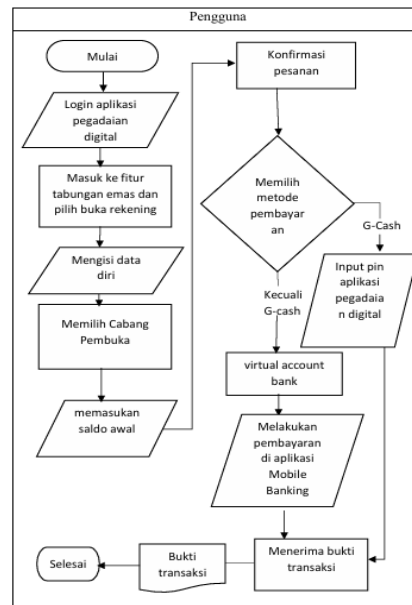 Pengguna
Mulai
Login aplikasi
pegadaian
digital
Masuk ke fitur
tabungan emas dan
pilih buka rekening
Mengisi data
diri
Memilih Cabang
Pembuka
memasukan
saldo awal
Konfirmasi
pesanan
Memilih
metode
pembayar
an
G-Cash
Kecuali
G-cash
Input pin
aplikasi
pegadaia
n digital
virtual account
bank
Melakukan
pembayaran
di aplikasi
Mobile
Banking
Menerima bukti
transaksi
Bukti
transaksi
Selesai